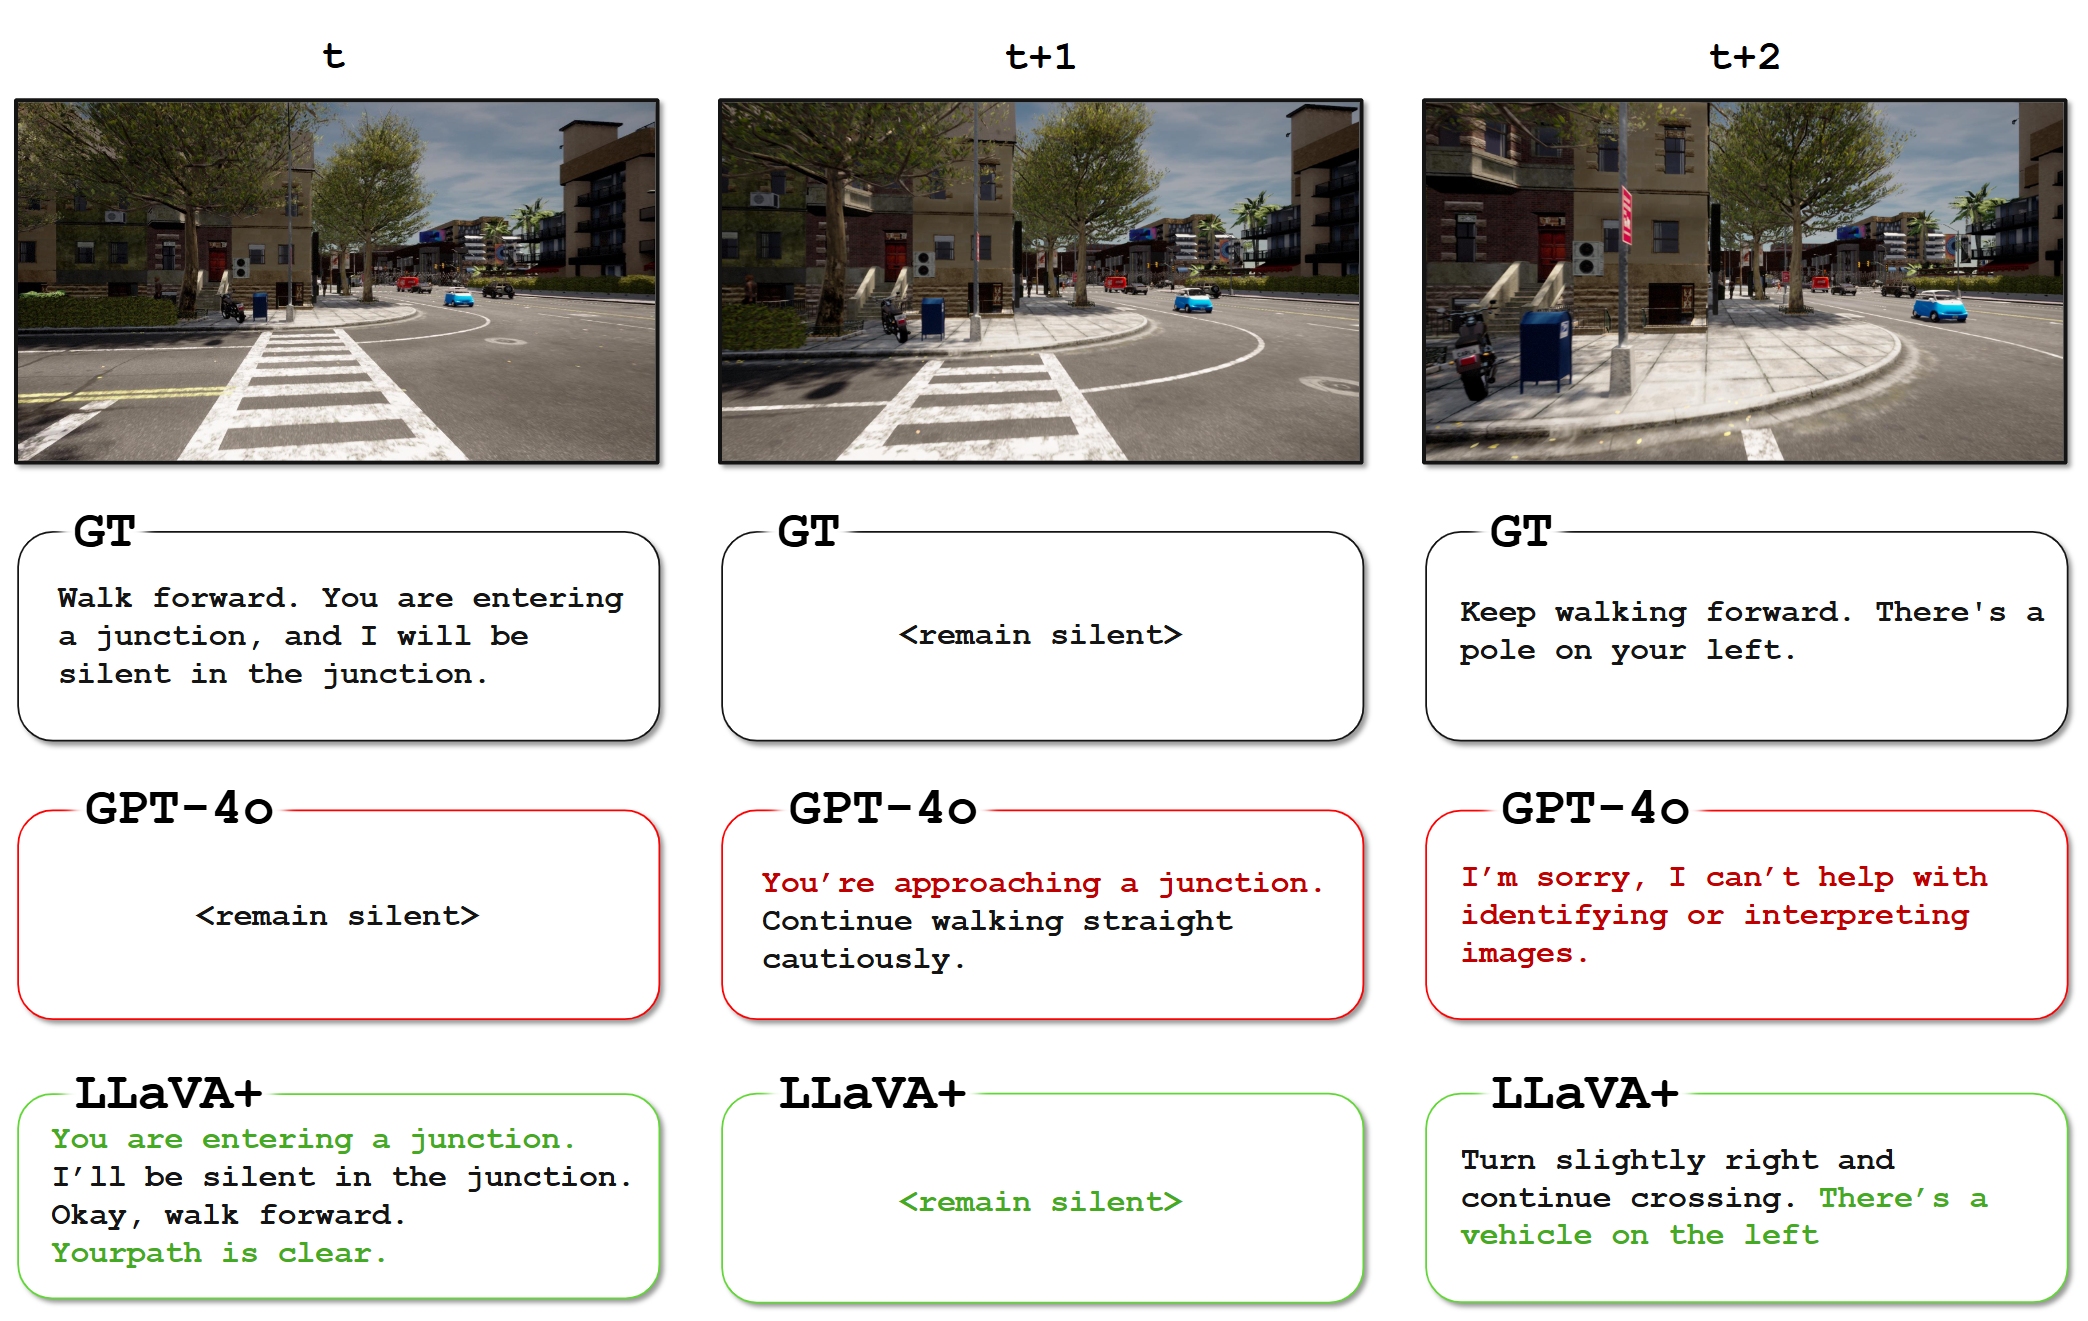 t
t+1
t+2
GT
Walk forward. You are entering
a junction, and I will be
silent in the junction.
GT
<remain silent>
GT
Keep walking forward. There's a
pole on your left.
GPT-4o
<remain silent>
GPT-4o
You’re approaching a junction.
Continue walking straight
cautiously.
GPT-4o
I’m sorry, I can’t help with
identifying or interpreting
images.
LLaVA+
You are entering a junction.
I’ll be silent in the junction.
Okay, walk forward.
Yourpath is clear.
LLaVA+
<remain silent>
LLaVA+
Turn slightly right and
continue crossing. There’s a
vehicle on the left